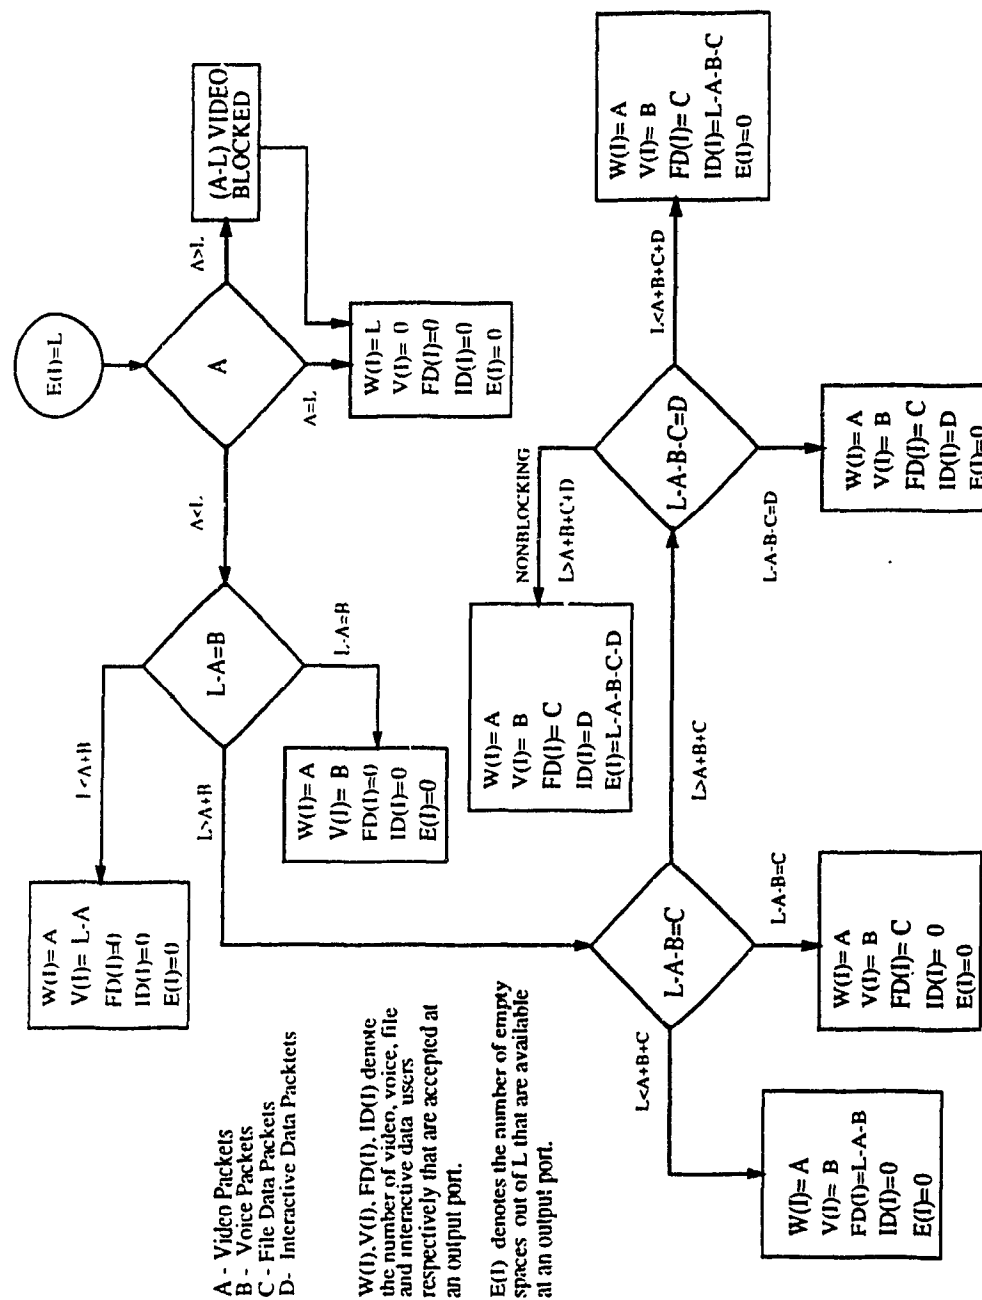 E(I)=L
A
A>L
(A-L) VIDEO
BLOCKED
A=L
W(I)= L
V(I)= 0
FD(I)=0
ID(I)=0
E(I)= 0
A<L
L-A=B
L<A+B
W(I)= A
V(I)= L-A
FD(I)=0
ID(I)=0
E(I)=0
L-A=B
W(I)= A
V(I)= B
FD(I)=0
ID(I)=0
E(I)=0
L>A+B
L-A-B=C
L<A+B+C
W(I)= A
V(I)= B
FD(I)=L-A-B
ID(I)=0
E(I)=0
L-A-B=C
W(I)= A
V(I)= B
FD(I)= C
ID(I)= 0
E(I)=0
L>A+B+C
L-A-B-C=D
NONBLOCKING
L>A+B+C+D
W(I)= A
V(I)= B
FD(I)= C
ID(I)=D
E(I)=L-A-B-C-D
L<A+B+C+D
W(I)= A
V(I)= B
FD(I)= C
ID(I)=L-A-B-C
E(I)=0
L-A-B-C=D
W(I)= A
V(I)= B
FD(I)= C
ID(I)=D
E(I)=0
A - Video Packets
B - Voice Packets
C - File Data Packets
D- Interactive Data Packtets
W(I),V(I), FD(I), ID(I) denote
the number of video, voice, file
and interactive data users
respectively that are accepted at
an output port.
E(I) denotes the number of empty
spaces out of L that are available
at an output port.